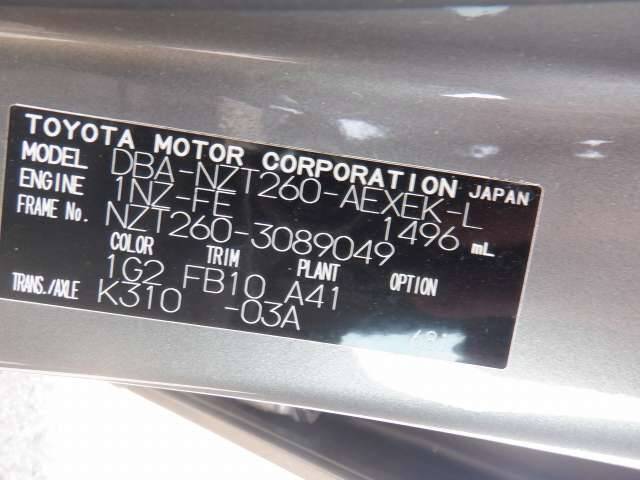 TOYOTA MOTOR CORPORATION JAPAN
MODEL DBA-NZT260-AEXEK-L
ENGINE 1NZ-FE 1496 mL
FRAME No. NZT260-3089049
COLOR TRIM PLANT OPTION
1G2 FB10 A41
TRANS./AXLE K310 -03A